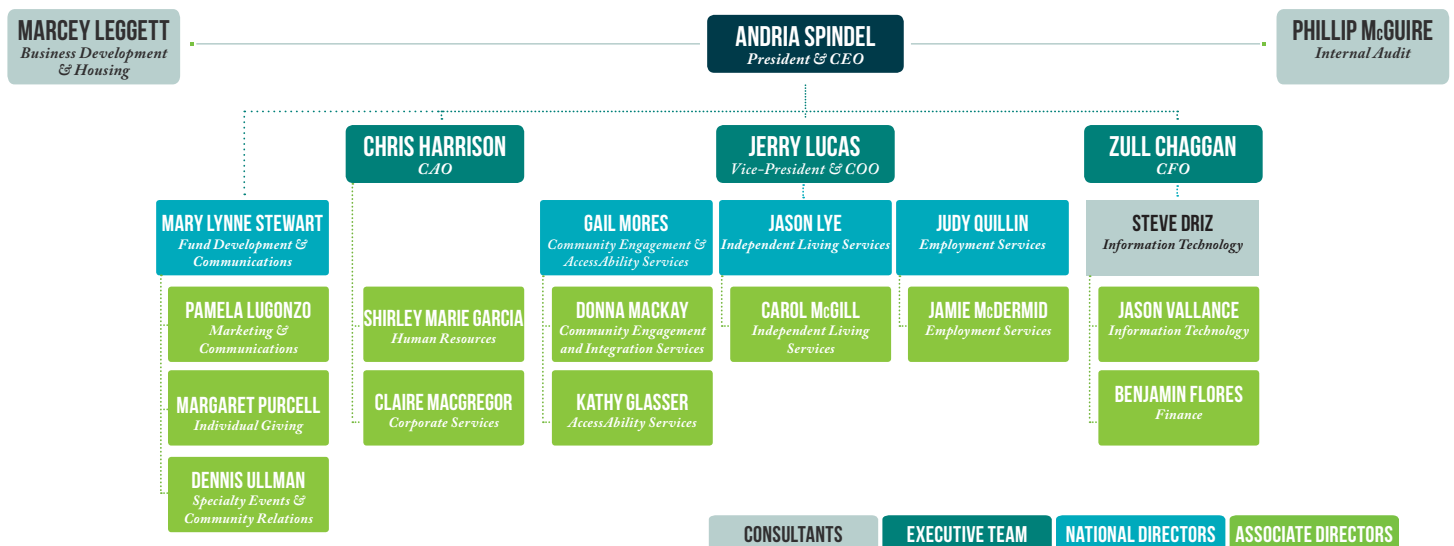 MARCEY LEGGETT
Business Development
& Housing
ANDRIA SPINDEL
President & CEO
PHILLIP McGUIRE
Internal Audit
CHRIS HARRISON
CAO
JERRY LUCAS
Vice-President & COO
ZULL CHAGGAN
CFO
MARY LYNNE STEWART
Fund Development &
Communications
GAIL MORES
Community Engagement &
AccessAbility Services
JASON LYE
Independent Living Services
JUDY QUILLIN
Employment Services
STEVE DRIZ
Information Technology
PAMELA LUGONZO
Marketing &
Communications
SHIRLEY MARIE GARCIA
Human Resources
DONNA MACKAY
Community Engagement
and Integration Services
CAROL McGILL
Independent Living
Services
JAMIE McDERMID
Employment Services
JASON VALLANCE
Information Technology
MARGARET PURCELL
Individual Giving
CLAIRE MACGREGOR
Corporate Services
KATHY GLASSER
AccessAbility Services
BENJAMIN FLORES
Finance
DENNIS ULLMAN
Specialty Events &
Community Relations
CONSULTANTS
EXECUTIVE TEAM
NATIONAL DIRECTORS
ASSOCIATE DIRECTORS